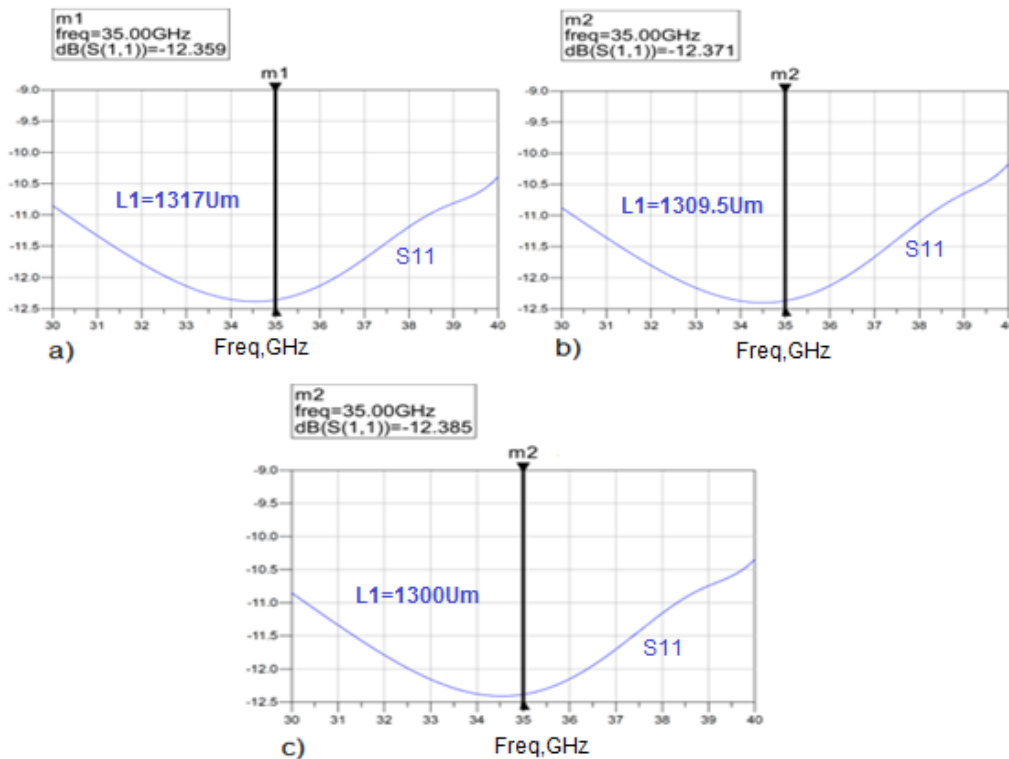 m1
freq=35.00GHz
dB(S(1,1))=-12.359
m1
-9.0
-9.5
-10.0
-10.5
-11.0
-11.5
-12.0
-12.5
L1=1317Um
S11
30 31 32 33 34 35 36 37 38 39 40
a)
Freq,GHz
m2
freq=35.00GHz
dB(S(1,1))=-12.371
m2
-9.0
-9.5
-10.0
-10.5
-11.0
-11.5
-12.0
-12.5
L1=1309.5Um
S11
30 31 32 33 34 35 36 37 38 39 40
b)
Freq,GHz
m2
freq=35.00GHz
dB(S(1,1))=-12.385
m2
-9.0
-9.5
-10.0
-10.5
-11.0
-11.5
-12.0
-12.5
L1=1300Um
S11
30 31 32 33 34 35 36 37 38 39 40
c)
Freq,GHz